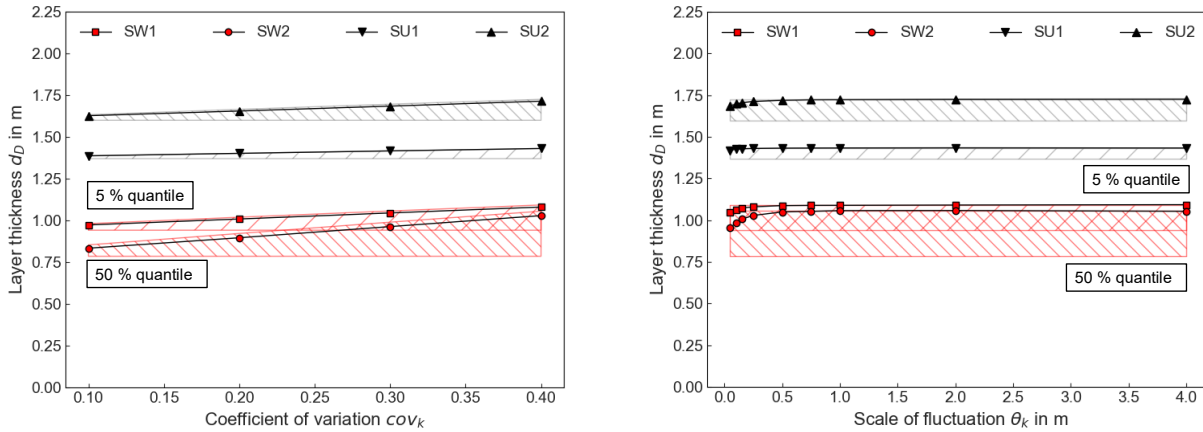 2.25
SW1 SW2 SU1 SU2
2.00
1.75
1.50
1.25
5 % quantile
1.00
0.75
50 % quantile
0.50
0.25
0.00
Layer thickness d_D in m
0.10 0.15 0.20 0.25 0.30 0.35 0.40
Coefficient of variation cov_k
2.25
SW1 SW2 SU1 SU2
2.00
1.75
1.50
1.25
5 % quantile
1.00
0.75
50 % quantile
0.50
0.25
0.00
Layer thickness d_D in m
0.0 0.5 1.0 1.5 2.0 2.5 3.0 3.5 4.0
Scale of fluctuation θ_k in m